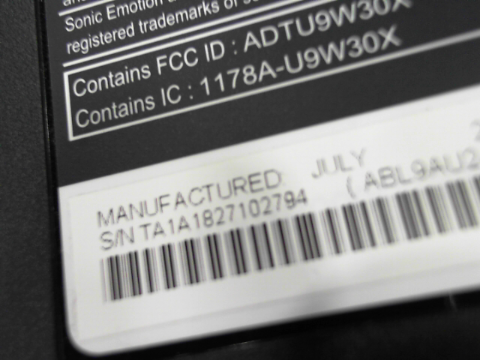 Sonic Emotion
registered trademarks of
Contains FCC ID : ADTU9W30X
Contains IC : 1178A-U9W30X
MANUFACTURED: JULY
S/N TA1A1827102794 ( ABL9AU2